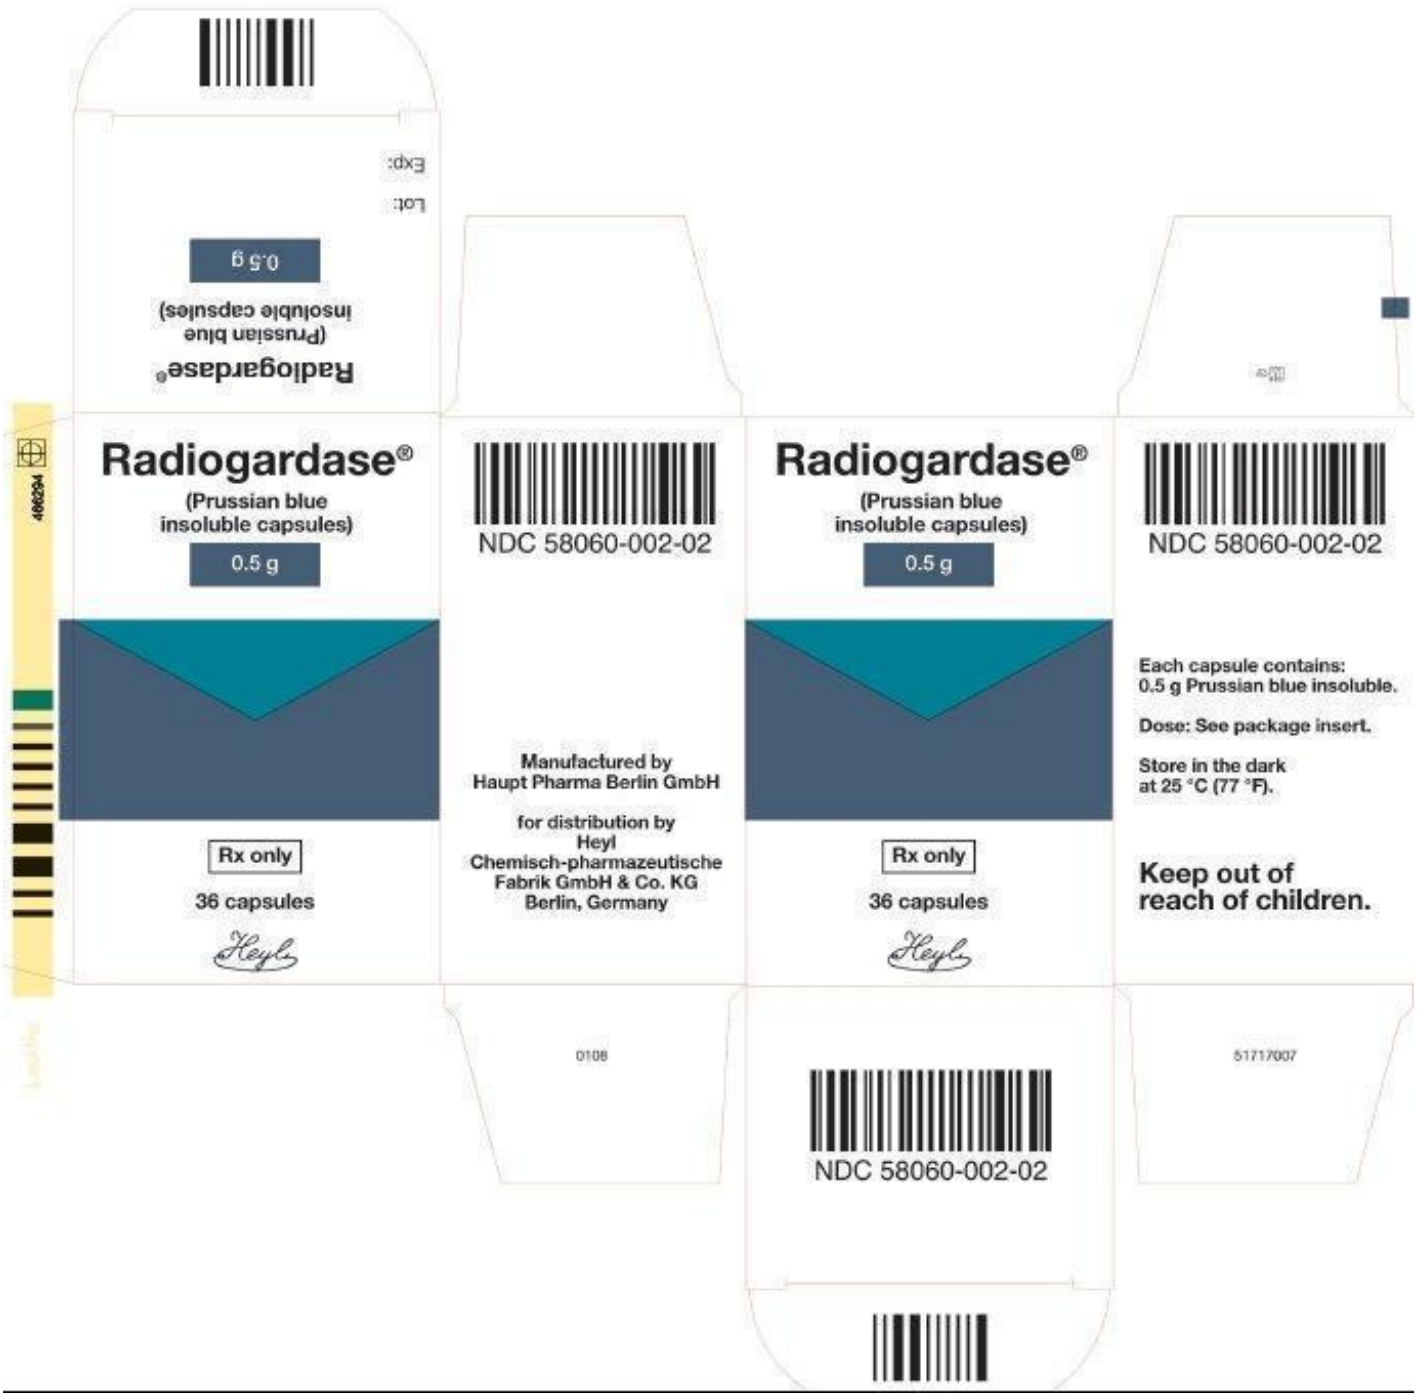 Exp:
Lot:
0.5 g
Radiogardase®
(Prussian blue
insoluble capsules)
486294
Radiogardase®
(Prussian blue
insoluble capsules)
0.5 g
Rx only
36 capsules
Heyl
NDC 58060-002-02
Manufactured by
Haupt Pharma Berlin GmbH
for distribution by
Heyl
Chemisch-pharmazeutische
Fabrik GmbH & Co. KG
Berlin, Germany
0108
Radiogardase®
(Prussian blue
insoluble capsules)
0.5 g
Rx only
36 capsules
Heyl
NDC 58060-002-02
NDC 58060-002-02
Each capsule contains:
0.5 g Prussian blue insoluble.
Dose: See package insert.
Store in the dark
at 25 °C (77 °F).
Keep out of
reach of children.
51717007